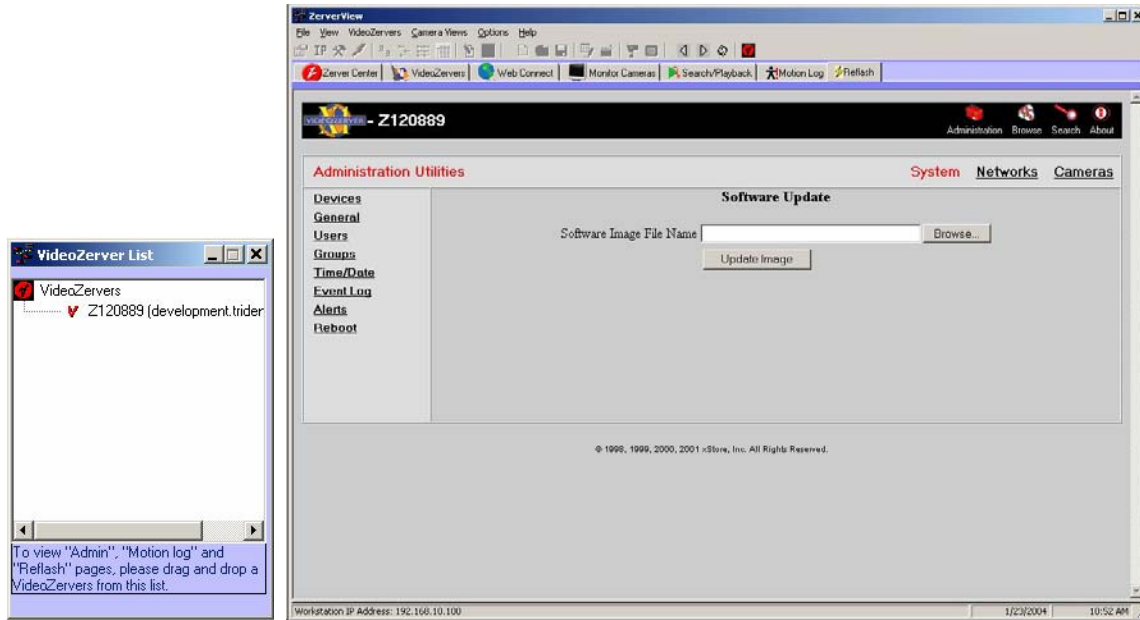 VideoZerver List
VideoZervers
Z120889 (development.trider
To view "Admin", "Motion log" and
"Reflash" pages, please drag and drop a
VideoZervers from this list.
ZerverView
File View VideoZervers Camera Views Options Help
IP
Zerver Center VideoZervers Web Connect Monitor Cameras Search/Playback Motion Log Reflash
VIDEOZERVER - Z120889
Administration Browse Search About
Administration Utilities System Networks Cameras
Devices
General
Users
Groups
Time/Date
Event Log
Alerts
Reboot
Software Update
Software Image File Name Browse...
Update Image
© 1998, 1999, 2000, 2001 xStore, Inc. All Rights Reserved.
Workstation IP Address: 192.168.10.100 1/23/2004 10:52 AM